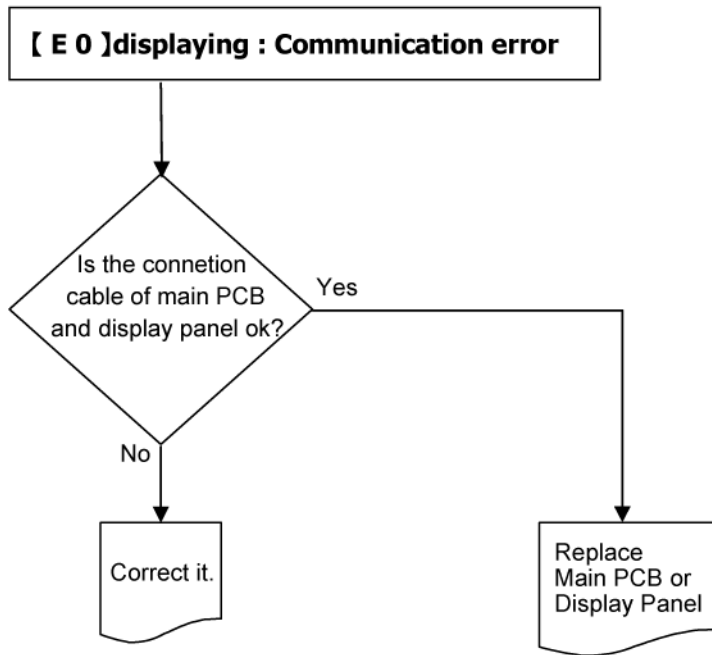 【 E 0 】displaying : Communication error
Is the connetion
cable of main PCB
and display panel ok?
Yes
No
Correct it.
Replace
Main PCB or
Display Panel